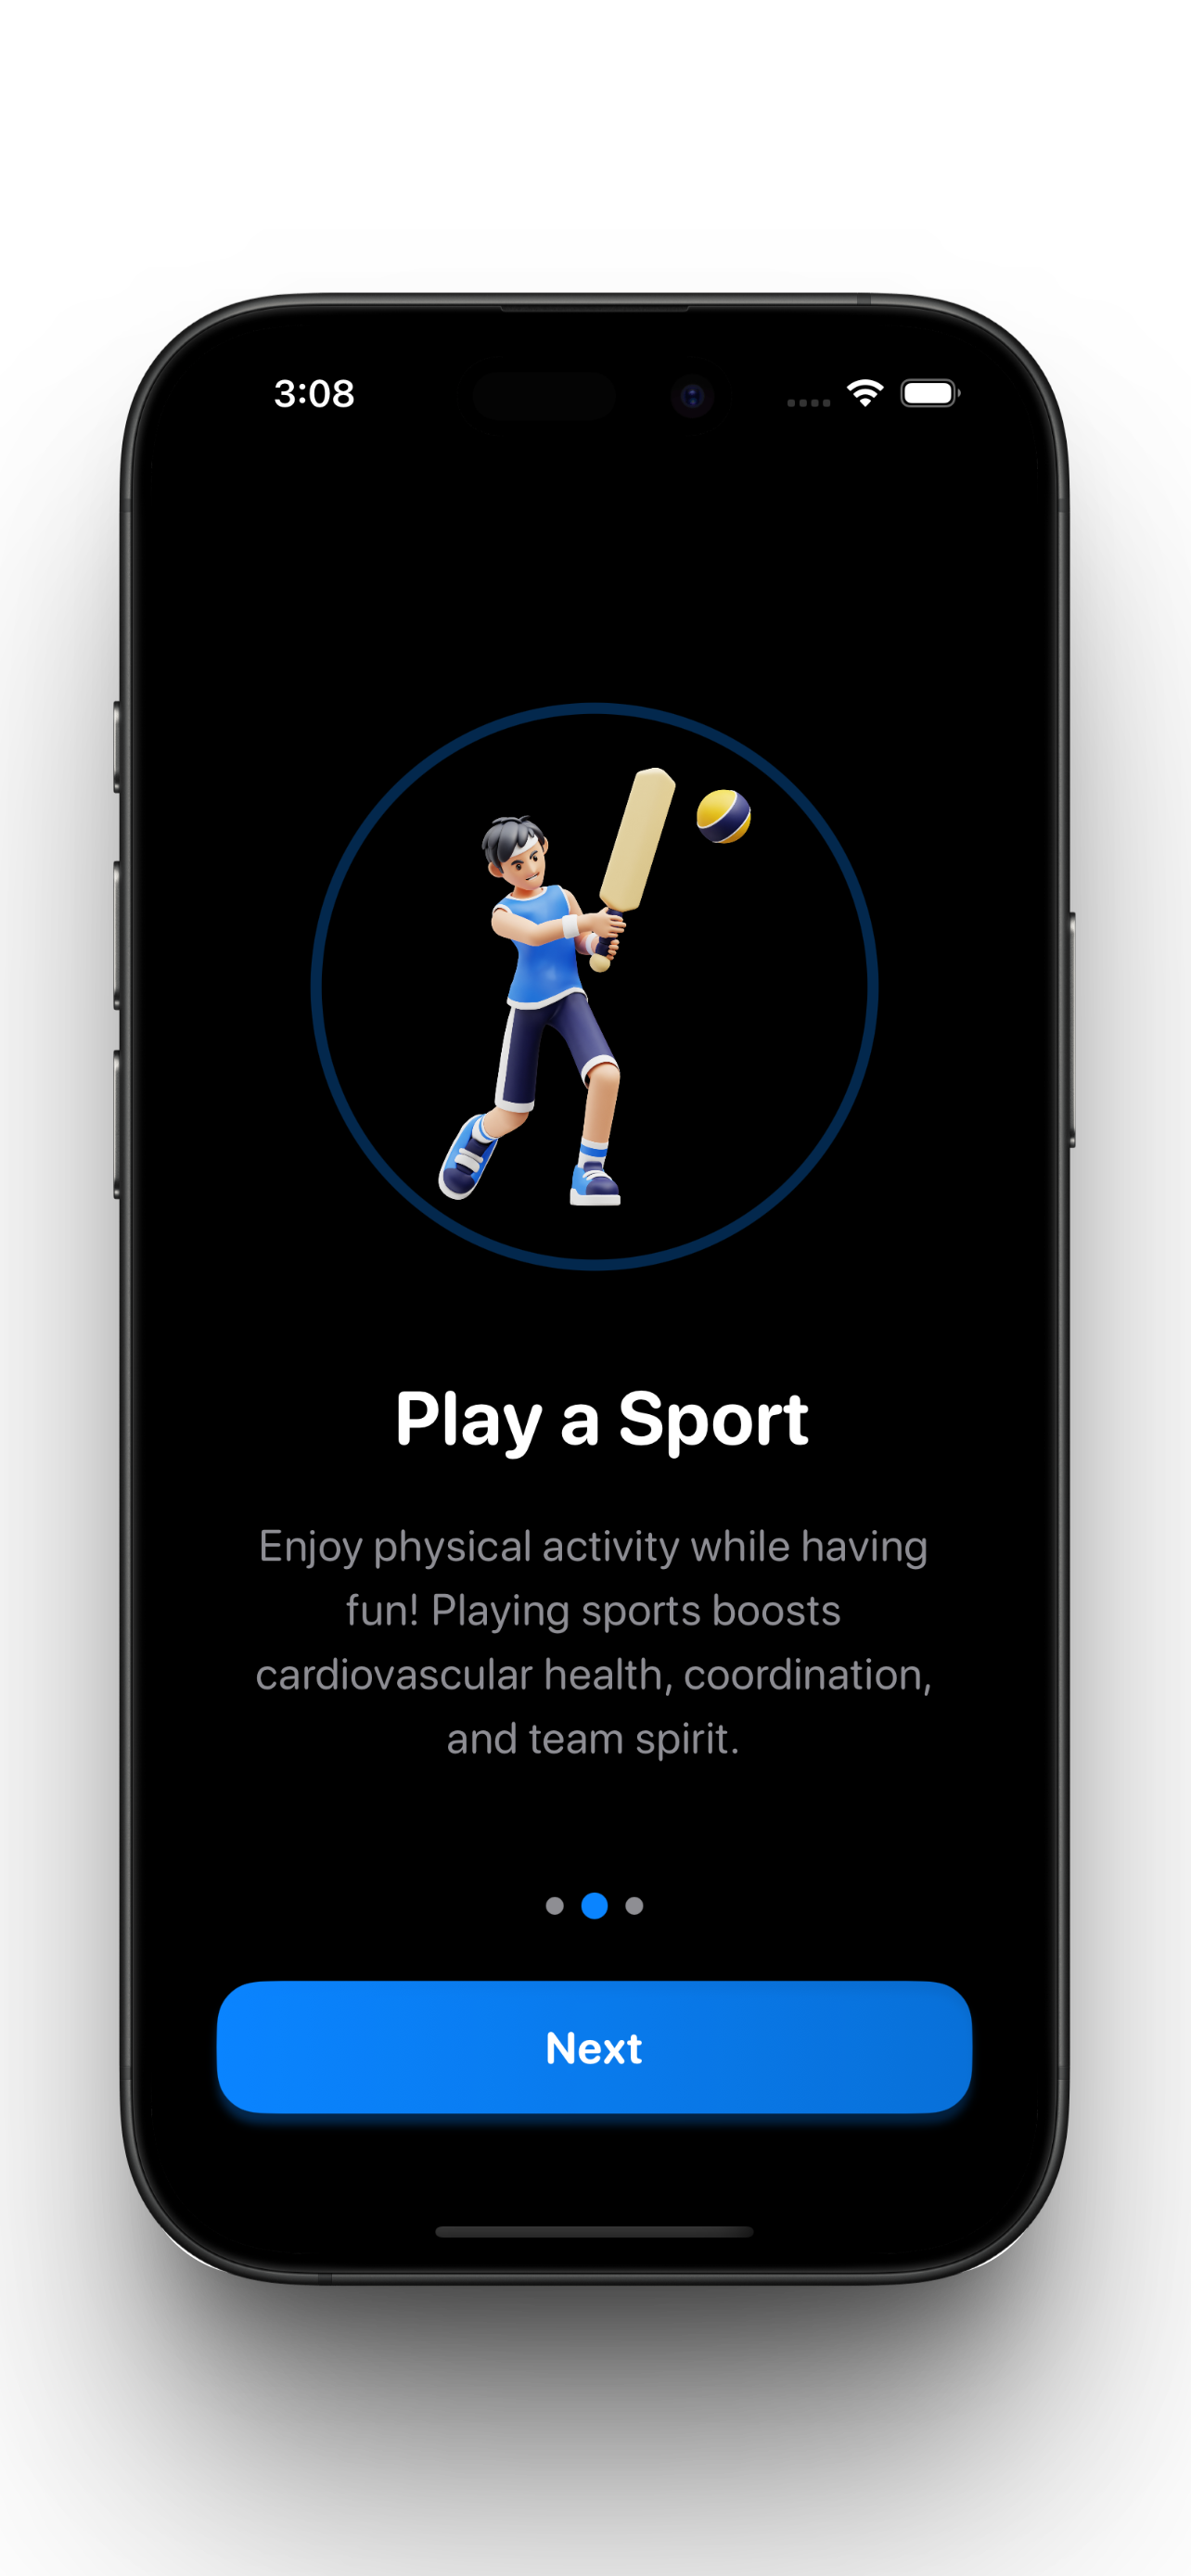 3:08
Play a Sport
Enjoy physical activity while having
fun! Playing sports boosts
cardiovascular health, coordination,
and team spirit.
Next